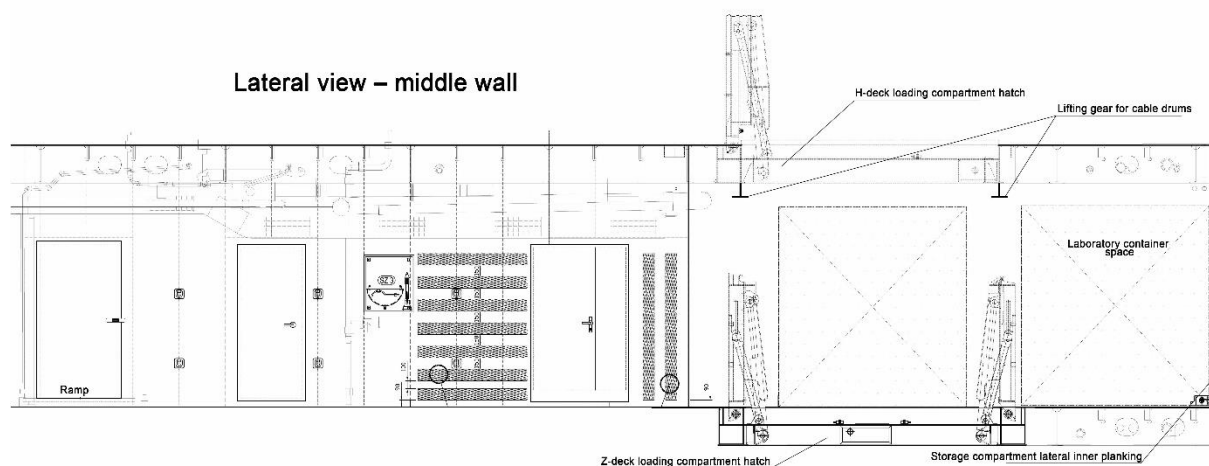 Lateral view – middle wall
H-deck loading compartment hatch
Lifting gear for cable drums
Laboratory container
space
Ramp
90
Z-deck loading compartment hatch
Storage compartment lateral inner planking